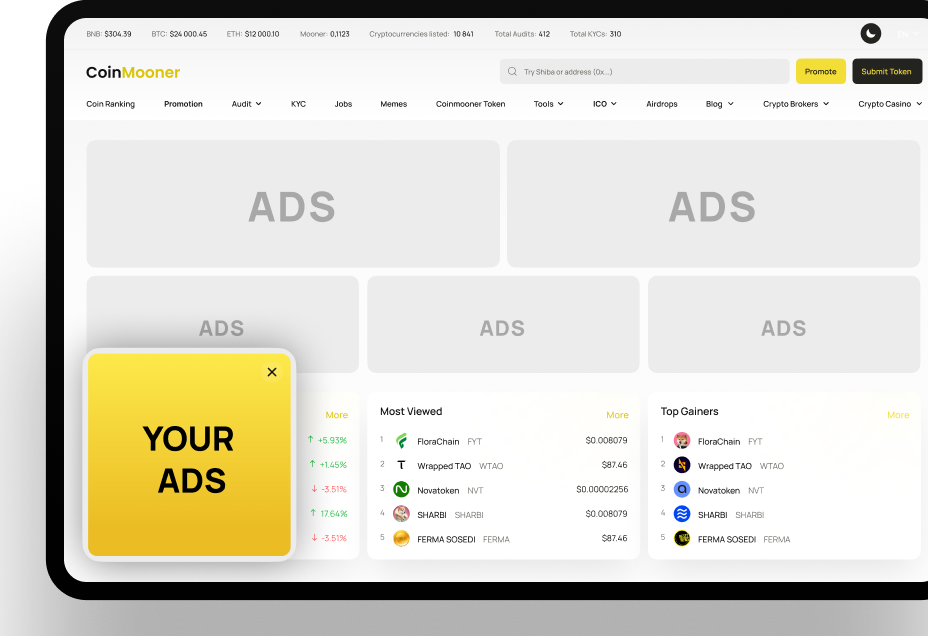 BNB: $304.39 BTC: $24 000.45 ETH: $12 000.10 Mooner: 0,1123 Cryptocurrencies listed: 10 841 Total Audits: 412 Total KYCs: 310 EN
CoinMooner Try Shiba or address (0x...) Promote Submit Token
Coin Ranking Promotion Audit KYC Jobs Memes Coinmooner Token Tools ICO Airdrops Blog Crypto Brokers Crypto Casino
ADS ADS
ADS ADS ADS
YOUR
ADS
More
↑ +5.93%
↑ +1.45%
↓ -3.51%
↑ 17.64%
↓ -3.51%
Most Viewed More
1 FloraChain FYT $0.008079
2 Wrapped TAO WTAO $87.46
3 Novatoken NVT $0.00002256
4 SHARBI SHARBI $0.008079
5 FERMA SOSEDI FERMA $87.46
Top Gainers More
1 FloraChain FYT
2 Wrapped TAO WTAO
3 Novatoken NVT
4 SHARBI SHARBI
5 FERMA SOSEDI FERMA